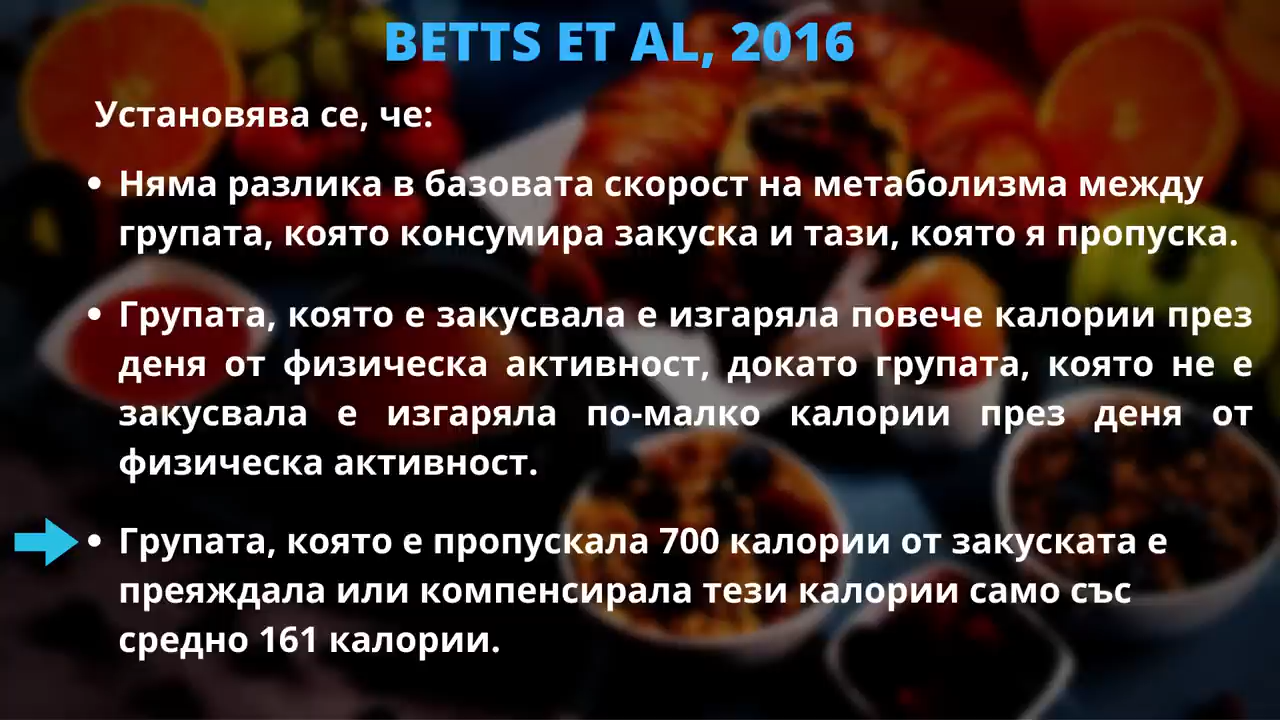 BETTS ET AL, 2016
Установява се, че:
• Няма разлика в базовата скорост на метаболизма между
групата, която консумира закуска и тази, която я пропуска.
• Групата, която е закусвала е изгаряла повече калории през
деня от физическа активност, докато групата, която не е
закусвала е изгаряла по-малко калории през деня от
физическа активност.
• Групата, която е пропускала 700 калории от закуската е
преяждала или компенсирала тези калории само със
средно 161 калории.